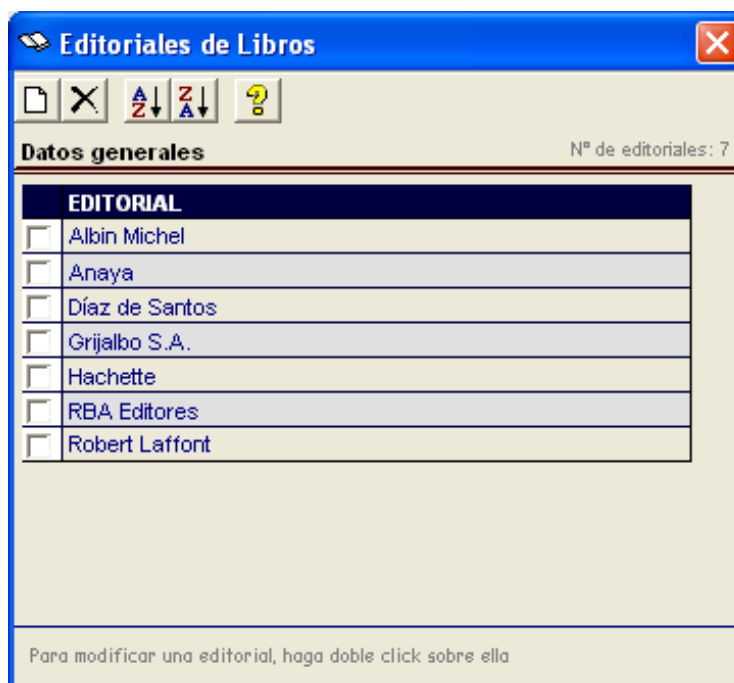 Editoriales de Libros
A Z Z A ?
Datos generales
Nº de editoriales: 7
EDITORIAL
Albin Michel
Anaya
Díaz de Santos
Grijalbo S.A.
Hachette
RBA Editores
Robert Laffont
Para modificar una editorial, haga doble click sobre ella